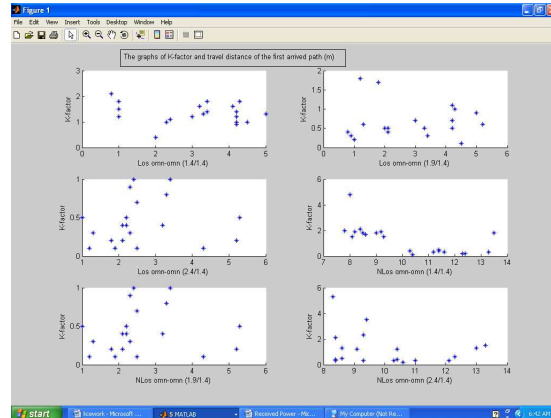 Figure 1
File Edit View Insert Tools Desktop Window Help
The graphs of K-factor and travel distance of the first arrived path (m)
3
2
1
0
K-factor
0 1 2 3 4 5
Los omn-omn (1.4/1.4)
2
1.5
1
0.5
0
K-factor
0 1 2 3 4 5 6
Los omn-omn (1.9/1.4)
1
0.5
0
K-factor
1 2 3 4 5 6
Los omn-omn (2.4/1.4)
6
4
2
0
K-factor
7 8 9 10 11 12 13 14
NLos omn-omn (1.4/1.4)
1
0.5
0
K-factor
1 2 3 4 5 6
NLos omn-omn (1.9/1.4)
6
4
2
0
K-factor
8 9 10 11 12 13 14
NLos omn-omn (2.4/1.4)
start
- Microsoft ...
MATLAB
Received Power - Mic...
My Computer (Not Re...
6:42 AM